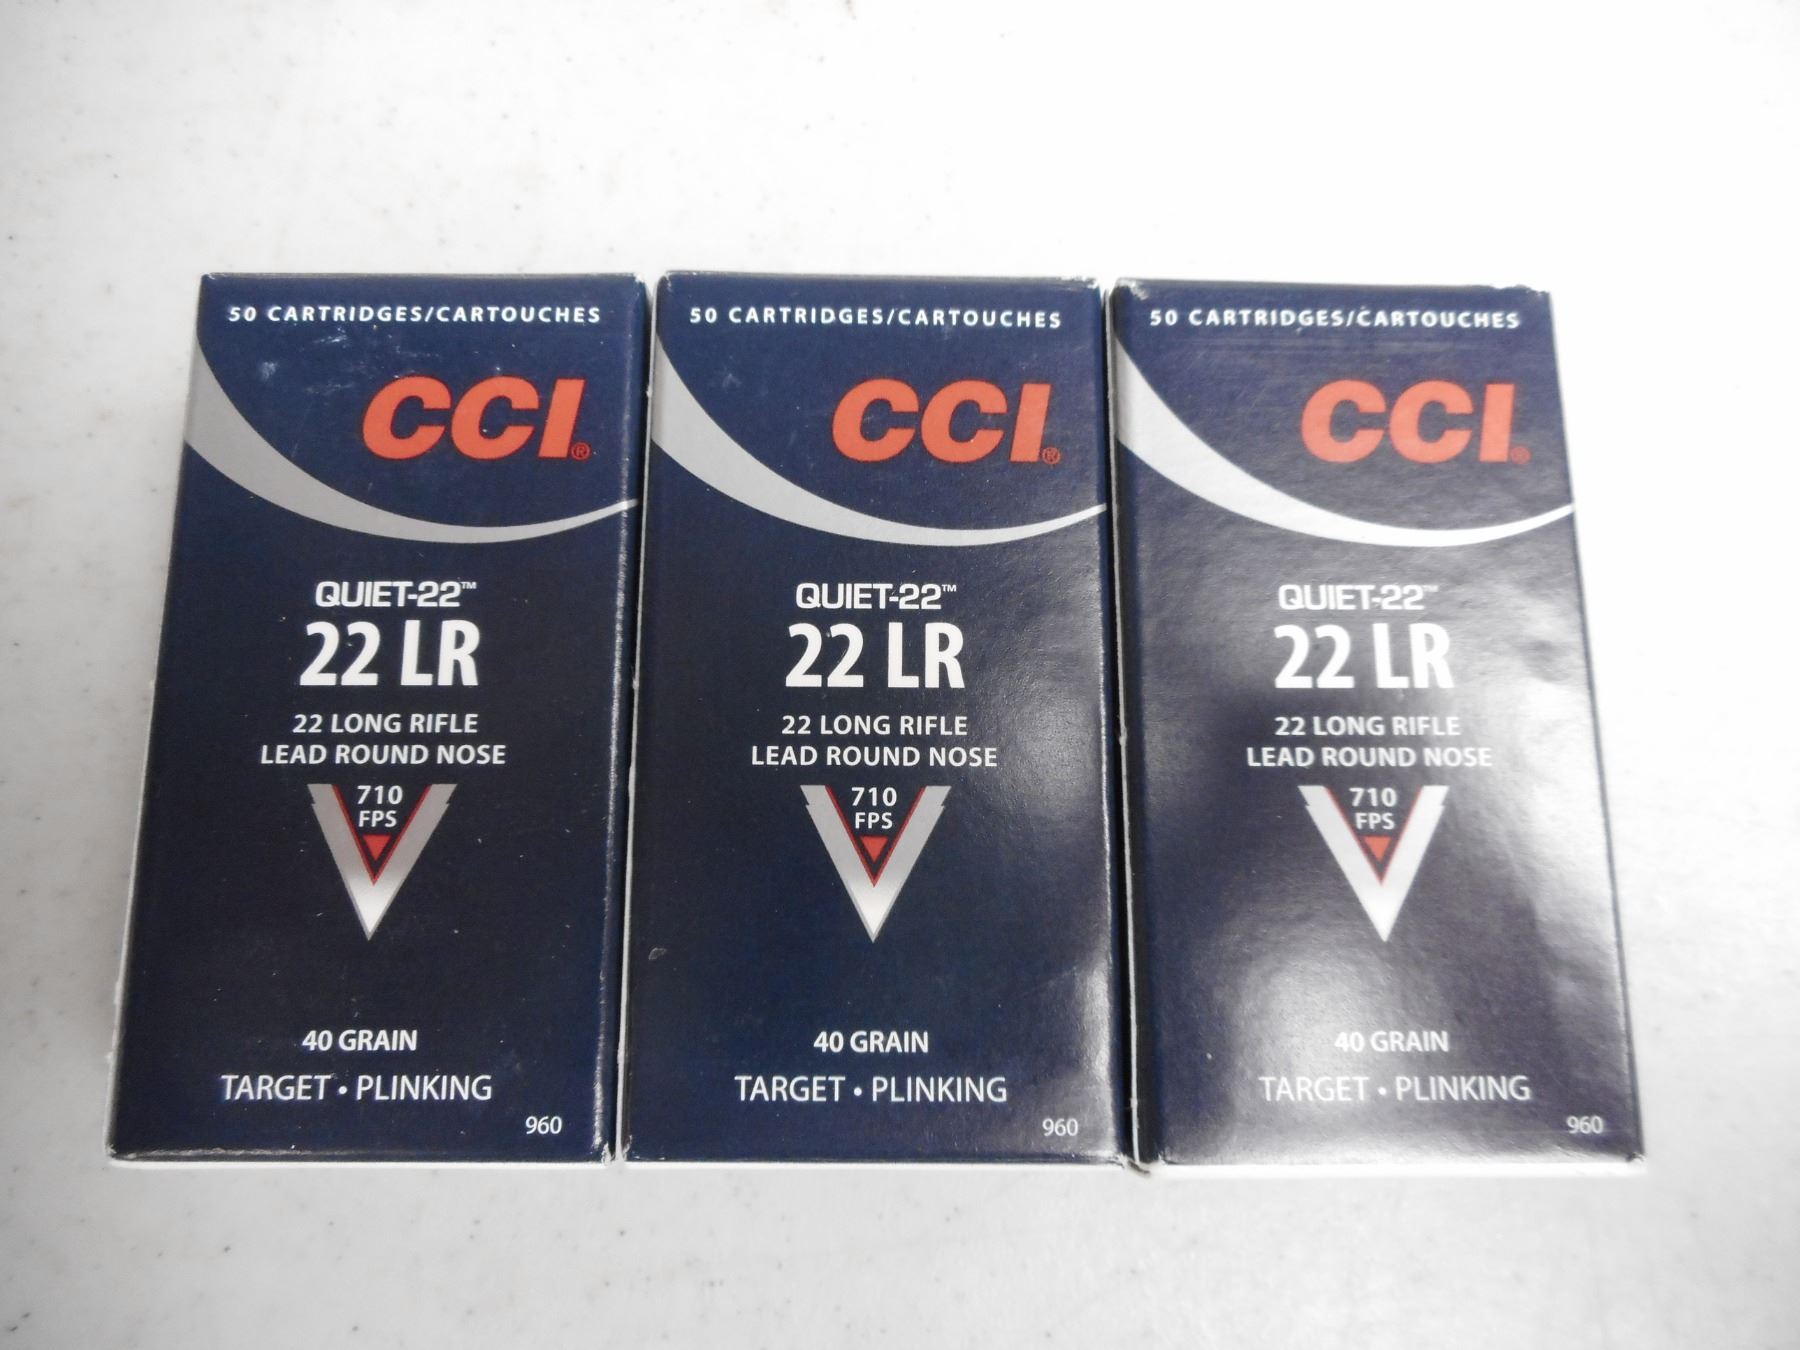 50 CARTRIDGES/CARTOUCHES
CCI®
QUIET-22™
22 LR
22 LONG RIFLE
LEAD ROUND NOSE
710
FPS
40 GRAIN
TARGET • PLINKING
960
50 CARTRIDGES/CARTOUCHES
CCI®
QUIET-22™
22 LR
22 LONG RIFLE
LEAD ROUND NOSE
710
FPS
40 GRAIN
TARGET • PLINKING
960
50 CARTRIDGES/CARTOUCHES
CCI®
QUIET-22™
22 LR
22 LONG RIFLE
LEAD ROUND NOSE
710
FPS
40 GRAIN
TARGET • PLINKING
960